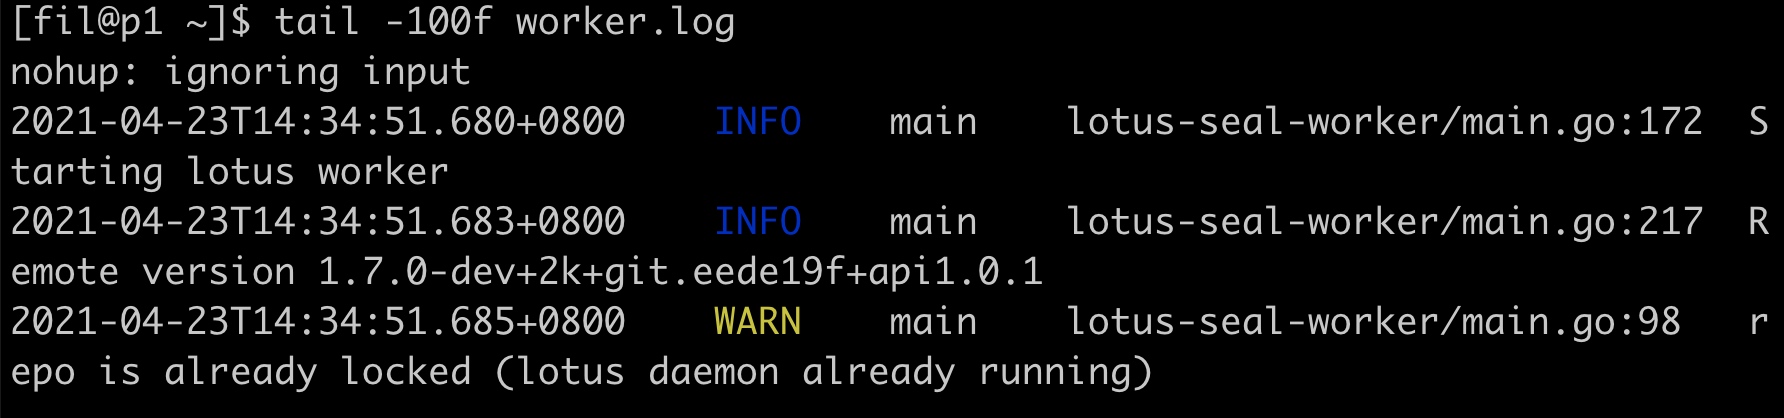 [fil@p1 ~]$ tail -100f worker.log
nohup: ignoring input
2021-04-23T14:34:51.680+0800    INFO    main    lotus-seal-worker/main.go:172  S
tarting lotus worker
2021-04-23T14:34:51.683+0800    INFO    main    lotus-seal-worker/main.go:217  R
emote version 1.7.0-dev+2k+git.eede19f+api1.0.1
2021-04-23T14:34:51.685+0800    WARN    main    lotus-seal-worker/main.go:98   r
epo is already locked (lotus daemon already running)